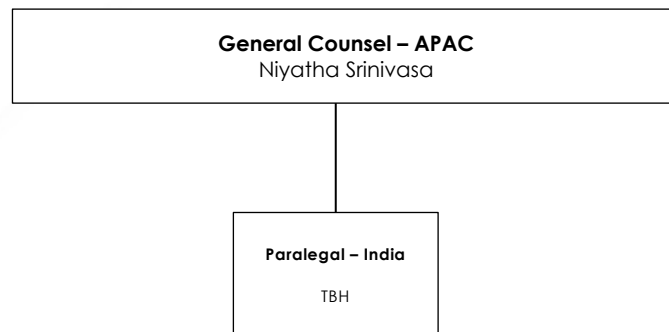 General Counsel – APAC
Niyatha Srinivasa
Paralegal – India
TBH